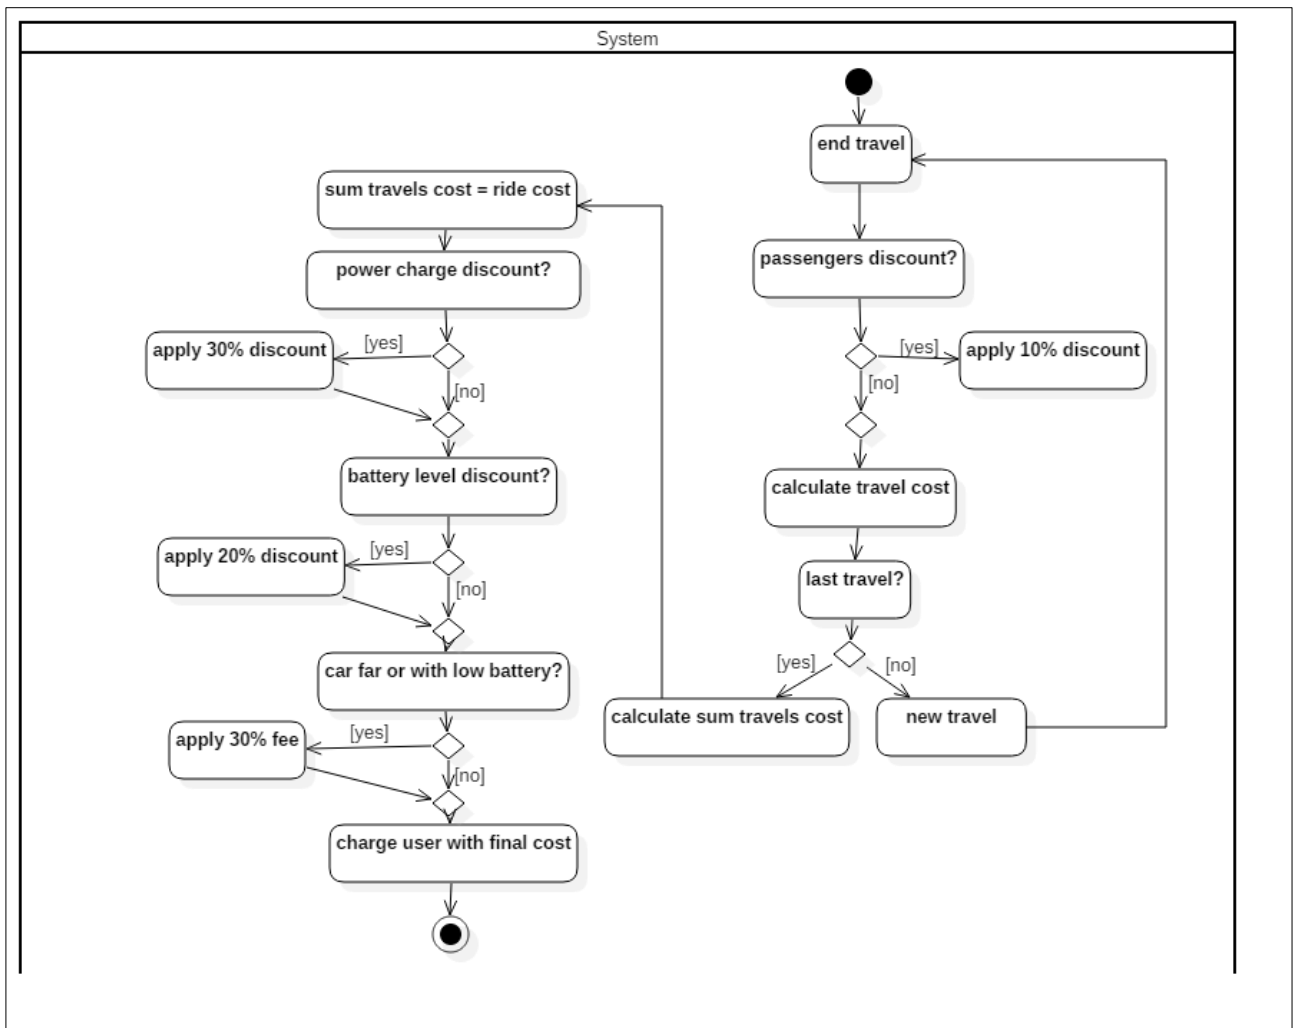 System
end travel
passengers discount?
[yes]
apply 10% discount
[no]
calculate travel cost
last travel?
[yes]
[no]
calculate sum travels cost
new travel
sum travels cost = ride cost
power charge discount?
[yes]
apply 30% discount
[no]
battery level discount?
[yes]
apply 20% discount
[no]
car far or with low battery?
[yes]
apply 30% fee
[no]
charge user with final cost